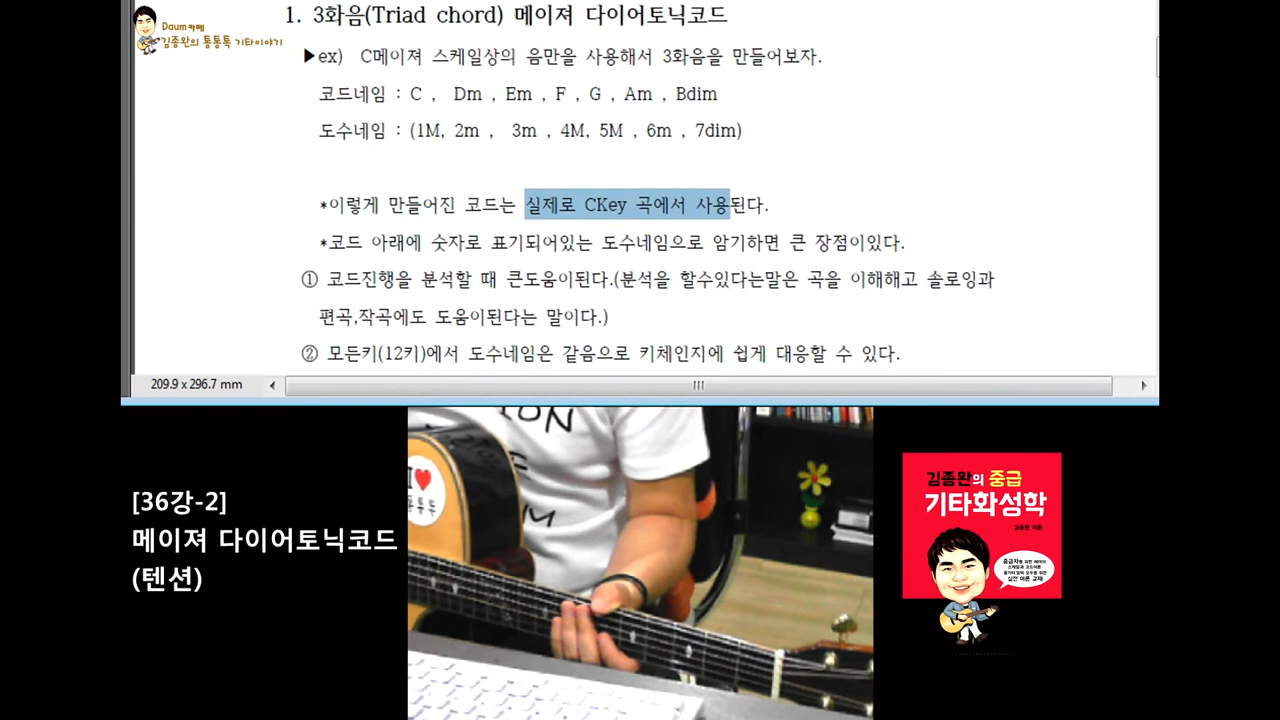 Daum카페
김종완의 통통톡 기타이야기
1. 3화음(Triad chord) 메이져 다이어토닉코드
▶ex) C메이져 스케일상의 음만을 사용해서 3화음을 만들어보자.
코드네임 : C , Dm , Em , F , G , Am , Bdim
도수네임 : (1M, 2m , 3m , 4M, 5M , 6m , 7dim)
*이렇게 만들어진 코드는 실제로 CKey 곡에서 사용된다.
*코드 아래에 숫자로 표기되어있는 도수네임으로 암기하면 큰 장점이있다.
① 코드진행을 분석할 때 큰도움이된다.(분석을 할수있다는말은 곡을 이해해고 솔로잉과
편곡,작곡에도 도움이된다는 말이다.)
② 모든키(12키)에서 도수네임은 같음으로 키체인지에 쉽게 대응할 수 있다.
209.9 x 296.7 mm
[36강-2]
메이져 다이어토닉코드
(텐션)
I
김종완의 중급
기타화성학